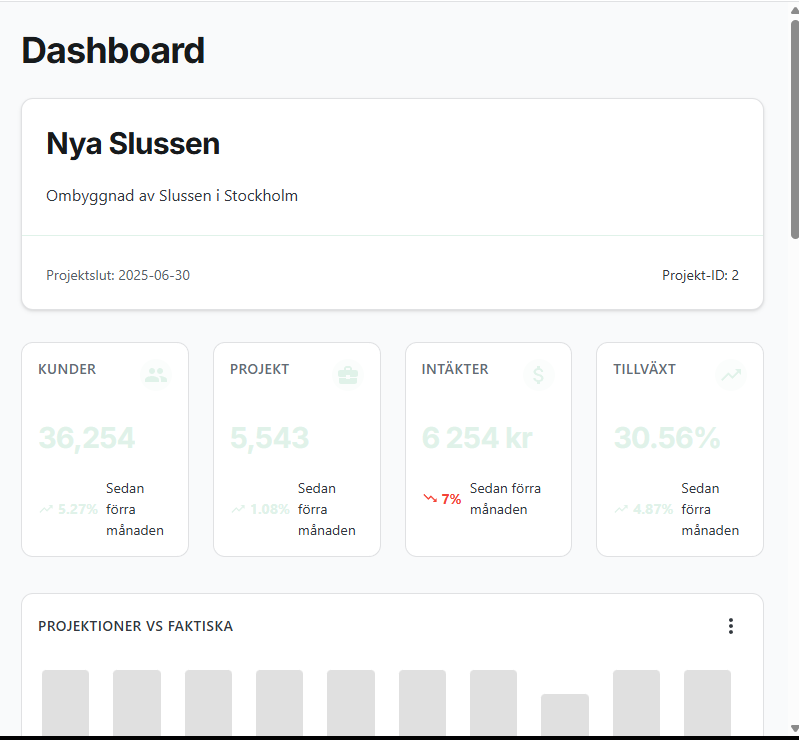 Dashboard
Nya Slussen
Ombyggnad av Slussen i Stockholm
Projektslut: 2025-06-30
Projekt-ID: 2
KUNDER
36,254
5.27%
Sedan
förra
månaden
PROJEKT
5,543
1.08%
Sedan
förra
månaden
INTÄKTER
$
6 254 kr
7%
Sedan förra
månaden
TILLVÄXT
30.56%
4.87%
Sedan
förra
månaden
PROJEKTIONER VS FAKTISKA